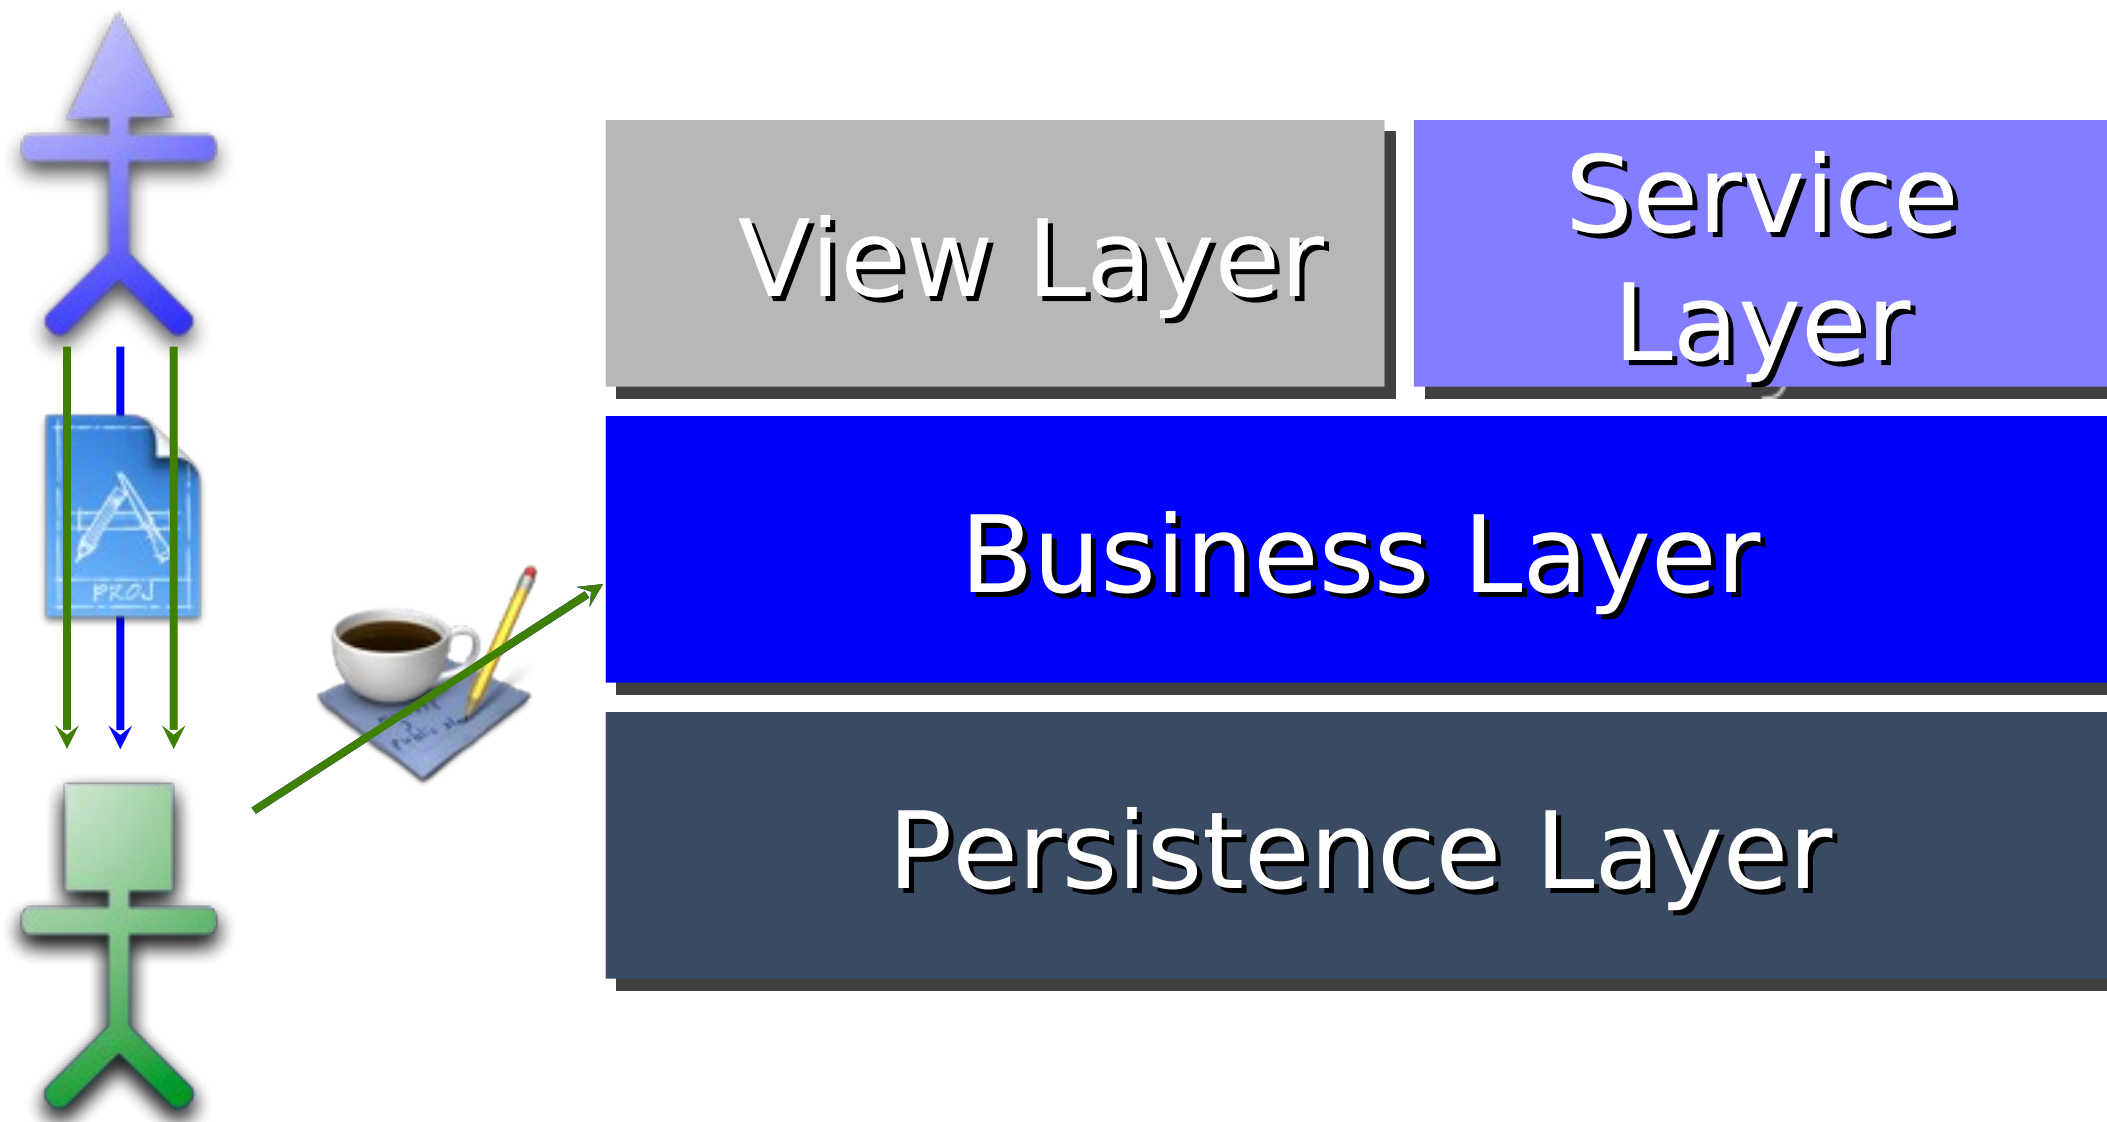 View Layer
Service
Layer
PROJ
Business Layer
Persistence Layer